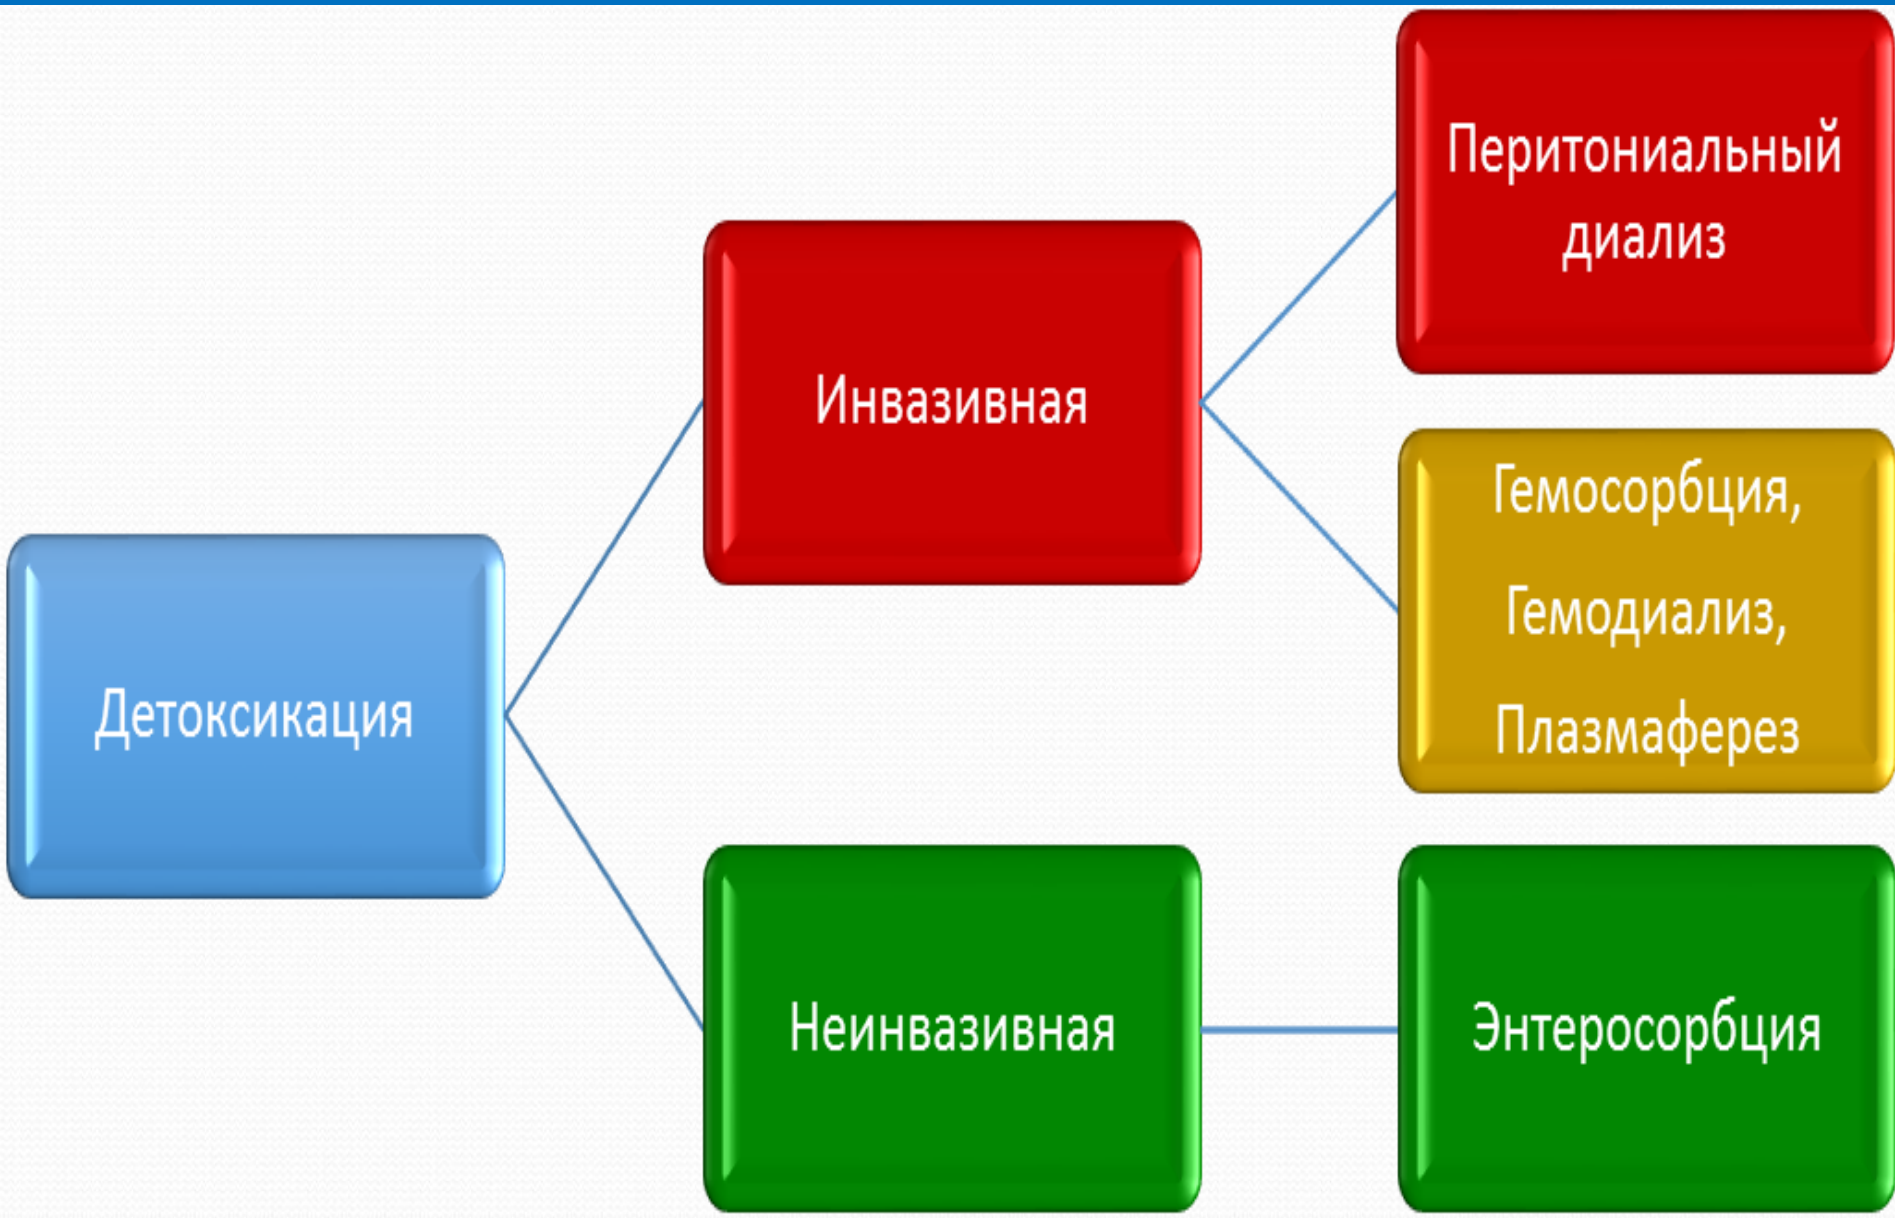 Детоксикация
Инвазивная
Перитониальный
диализ
Гемосорбция,
Гемодиализ,
Плазмаферез
Неинвазивная
Энтеросорбция